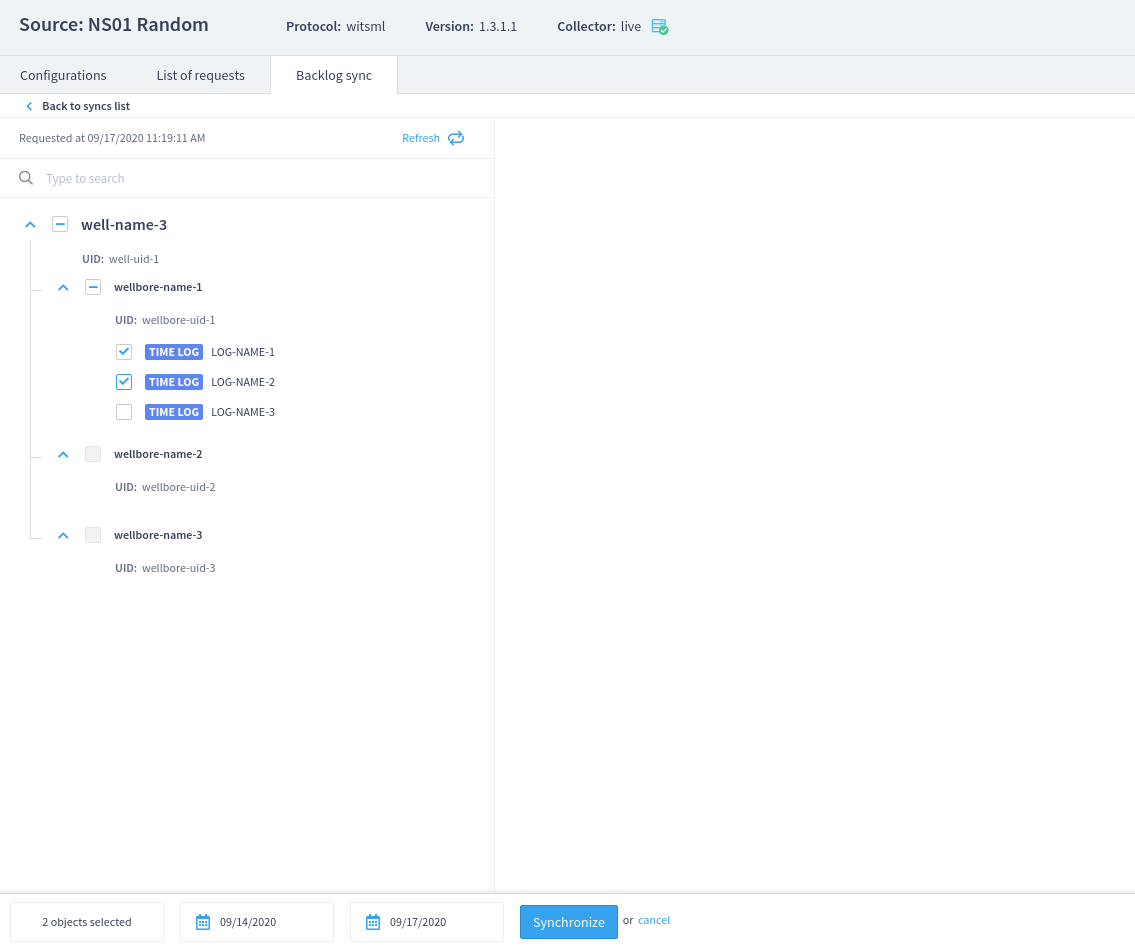 Source: NS01 Random Protocol: witsml Version: 1.3.1.1 Collector: live
Configurations List of requests Backlog sync
Back to syncs list
Requested at 09/17/2020 11:19:11 AM Refresh
Type to search
well-name-3
UID: well-uid-1
wellbore-name-1
UID: wellbore-uid-1
TIME LOG LOG-NAME-1
TIME LOG LOG-NAME-2
TIME LOG LOG-NAME-3
wellbore-name-2
UID: wellbore-uid-2
wellbore-name-3
UID: wellbore-uid-3
2 objects selected 09/14/2020 09/17/2020 Synchronize or cancel